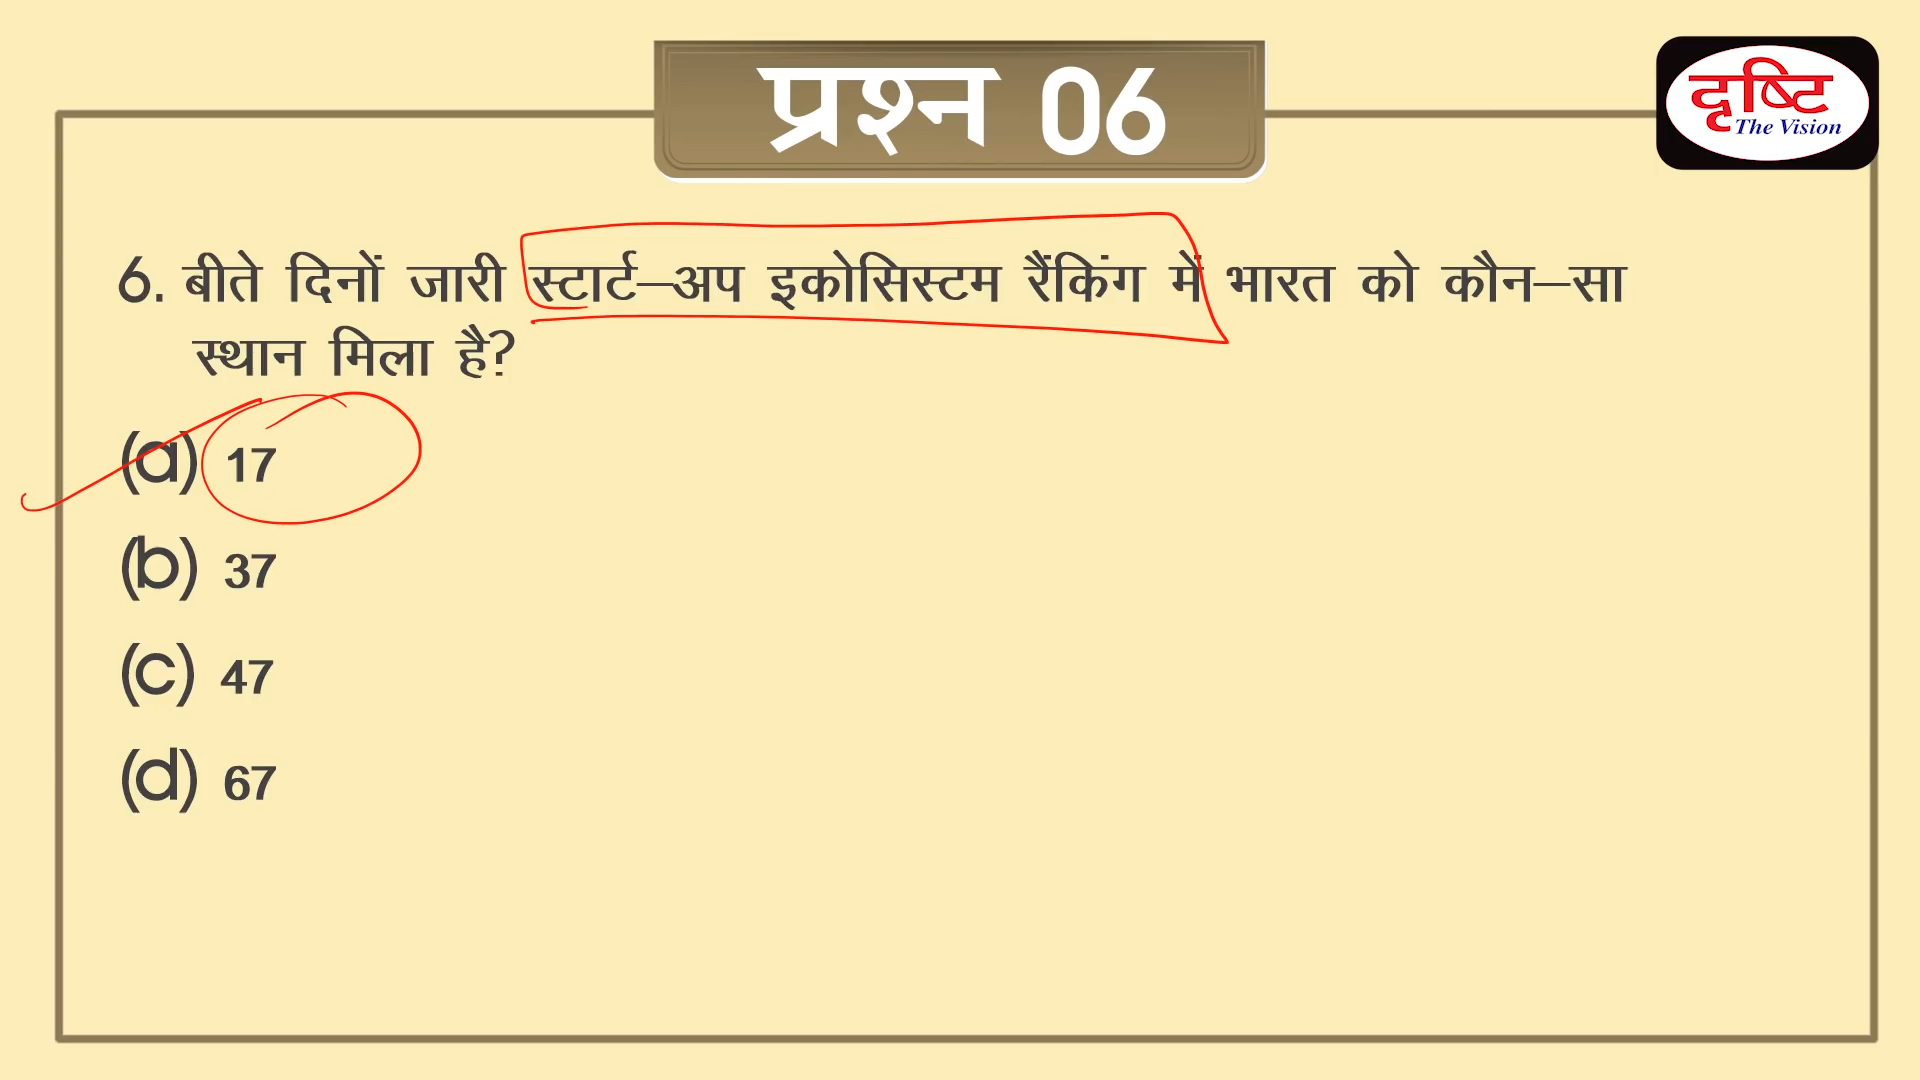 प्रश्न 06
दृष्टि
The Vision
6. बीते दिनों जारी स्टार्ट–अप इकोसिस्टम रैंकिंग में भारत को कौन–सा
स्थान मिला है?
(a) 17
(b) 37
(c) 47
(d) 67